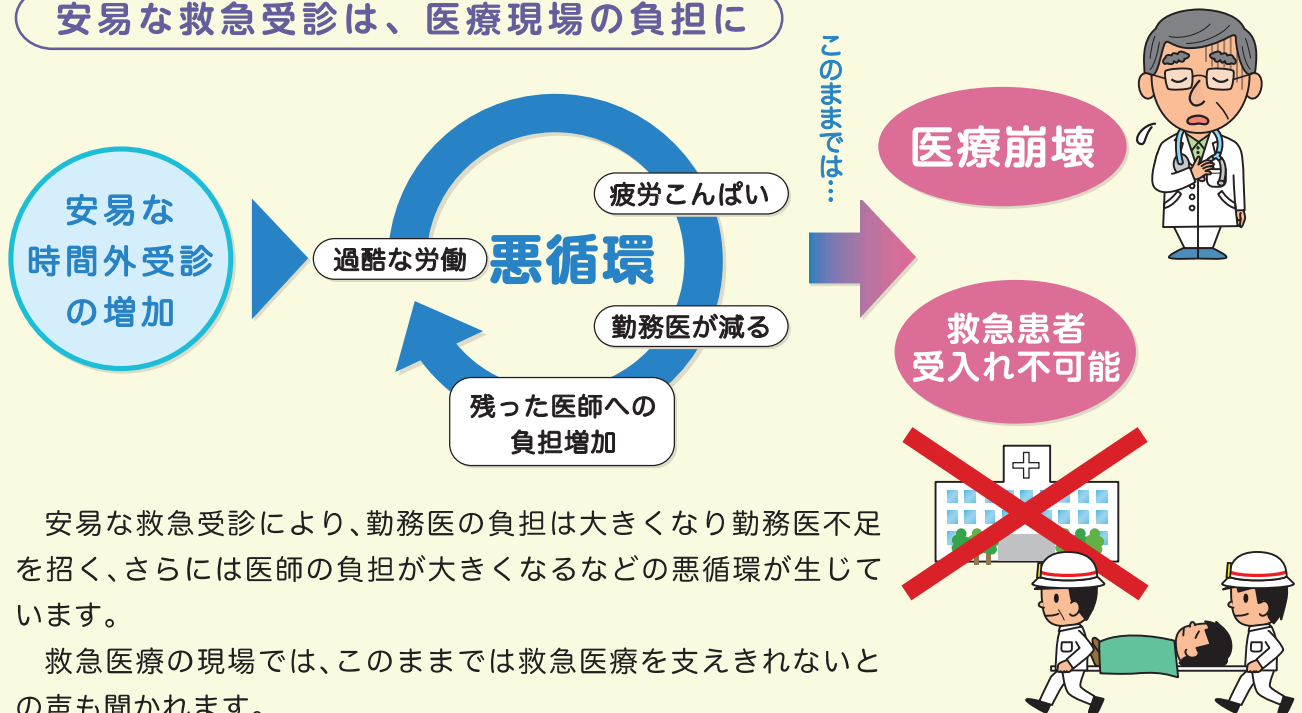 安易な救急受診は、医療現場の負担に
安易な
時間外受診
の増加
過酷な労働
悪循環
疲労こんぱい
勤務医が減る
残った医師への
負担増加
このままでは…
医療崩壊
救急患者
受入れ不可能
安易な救急受診により、勤務医の負担は大きくなり勤務医不足
を招く、さらには医師の負担が大きくなるなどの悪循環が生じて
います。
救急医療の現場では、このままでは救急医療を支えきれないと
の声も聞かれます。